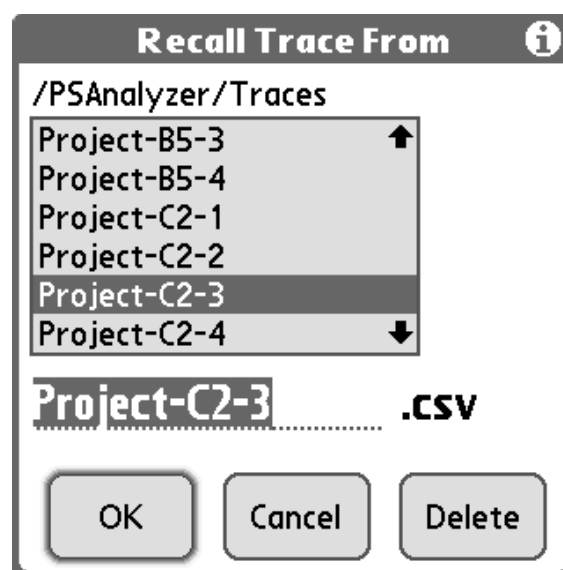 Recall Trace From
/PSAnalyzer/Traces
Project-B5-3
Project-B5-4
Project-C2-1
Project-C2-2
Project-C2-3
Project-C2-4
Project-C2-3 .csv
OK Cancel Delete